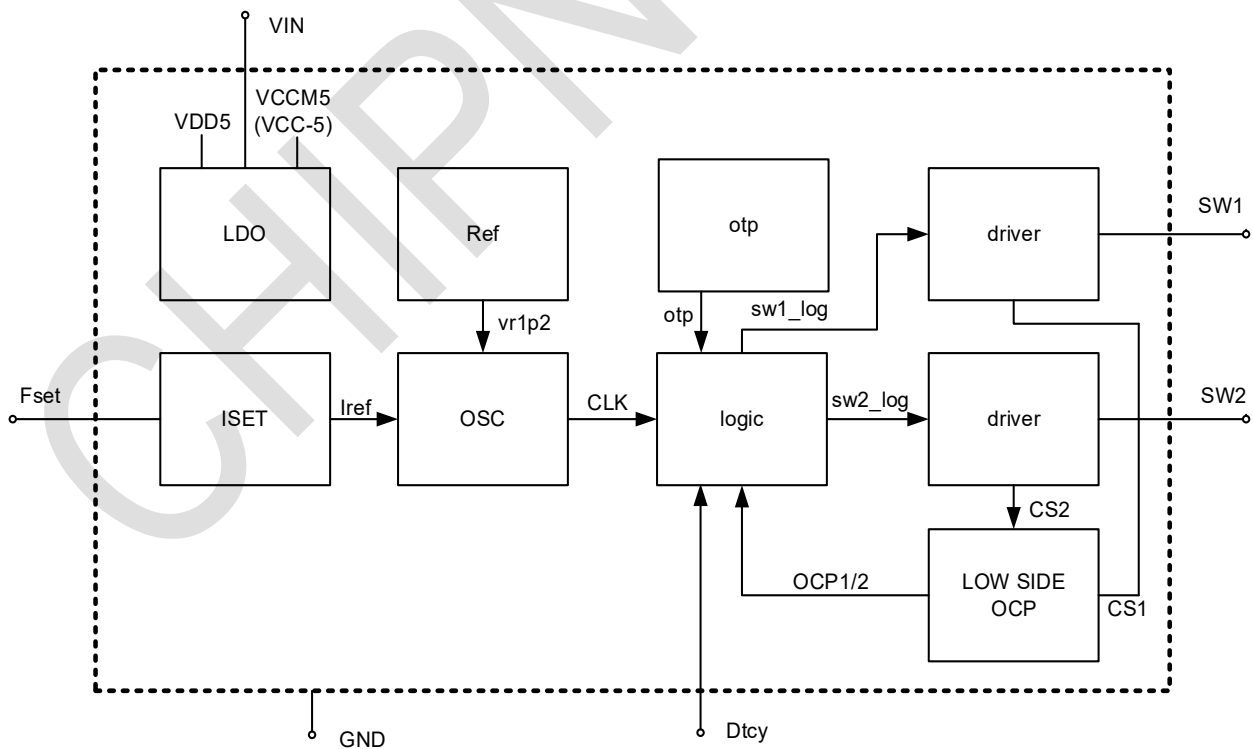 VIN
VCCM5
(VCC-5)
VDD5
LDO
Ref
otp
driver
SW1
vr1p2
otp
sw1_log
Fset
ISET
Iref
OSC
CLK
logic
sw2_log
driver
SW2
CS2
OCP1/2
LOW SIDE
OCP
CS1
GND
Dtcy
CHIPN